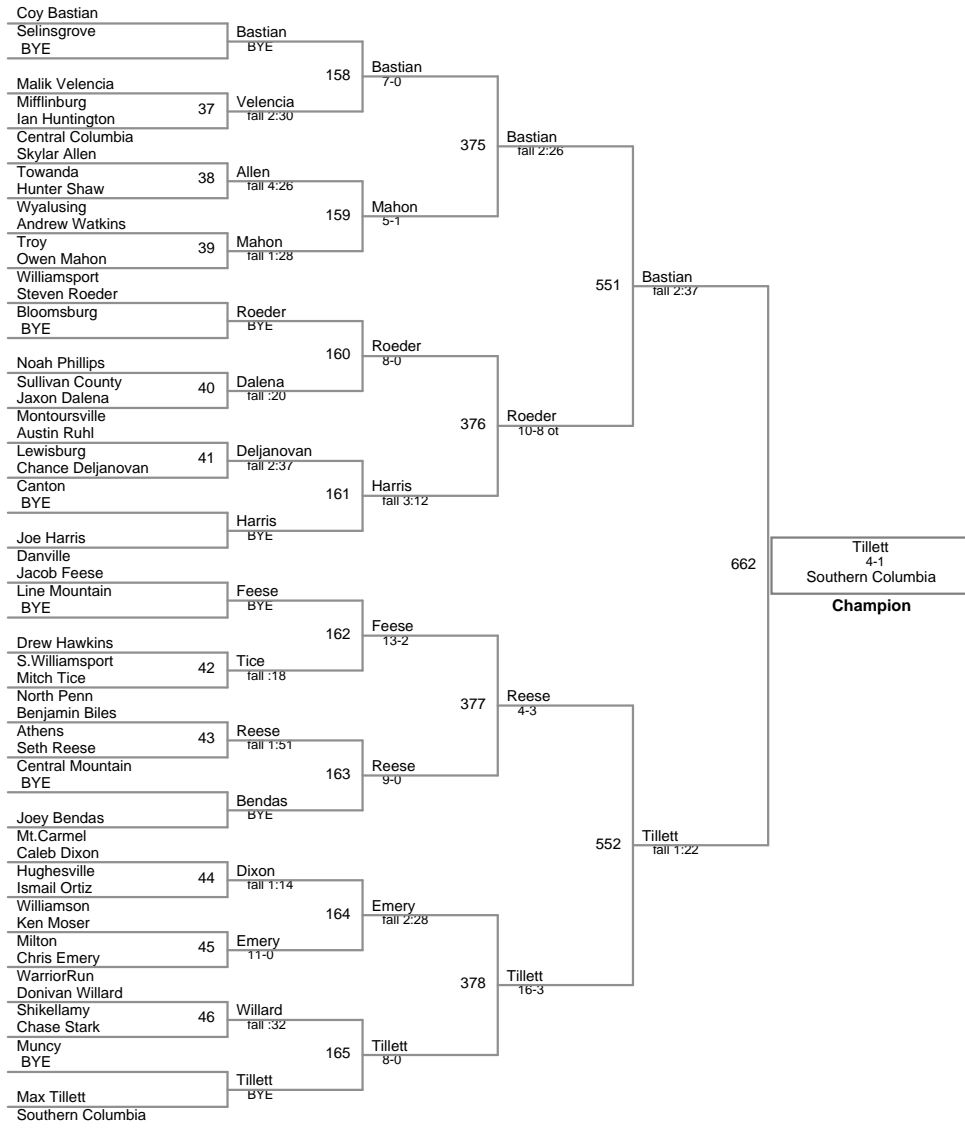 Coy Bastian
Selinsgrove
BYE
Malik Velencia
Mifflinburg
Ian Huntington
Central Columbia
Skylar Allen
Towanda
Hunter Shaw
Wyalusing
Andrew Watkins
Troy
Owen Mahon
Williamsport
Steven Roeder
Bloomsburg
BYE
Noah Phillips
Sullivan County
Jaxon Dalena
Montoursville
Austin Ruhl
Lewisburg
Chance Deljanovan
Canton
BYE
Joe Harris
Danville
Jacob Feese
Line Mountain
BYE
Drew Hawkins
S.Williamsport
Mitch Tice
North Penn
Benjamin Biles
Athens
Seth Reese
Central Mountain
BYE
Joey Bendas
Mt.Carmel
Caleb Dixon
Hughesville
Ismail Ortiz
Williamson
Ken Moser
Milton
Chris Emery
WarriorRun
Donivan Willard
Shikellamy
Chase Stark
Muncy
BYE
Max Tillett
Southern Columbia
37
38
39
40
41
42
43
44
45
46
Bastian
BYE
Velencia
fall 2:30
Allen
fall 4:26
Mahon
fall 1:28
Roeder
BYE
Dalena
fall :20
Deljanovan
fall 2:37
Harris
BYE
Feese
BYE
Tice
fall :18
Reese
fall 1:51
Bendas
BYE
Dixon
fall 1:14
Emery
11-0
Willard
fall :32
Tillett
BYE
158
159
160
161
162
163
164
165
Bastian
7-0
Mahon
5-1
Roeder
8-0
Harris
fall 3:12
Feese
13-2
Reese
9-0
Emery
fall 2:28
Tillett
8-0
375
376
377
378
Bastian
fall 2:26
Roeder
10-8 ot
Reese
4-3
Tillett
16-3
551
552
Bastian
fall 2:37
Tillett
fall 1:22
662
Tillett
4-1
Southern Columbia
Champion